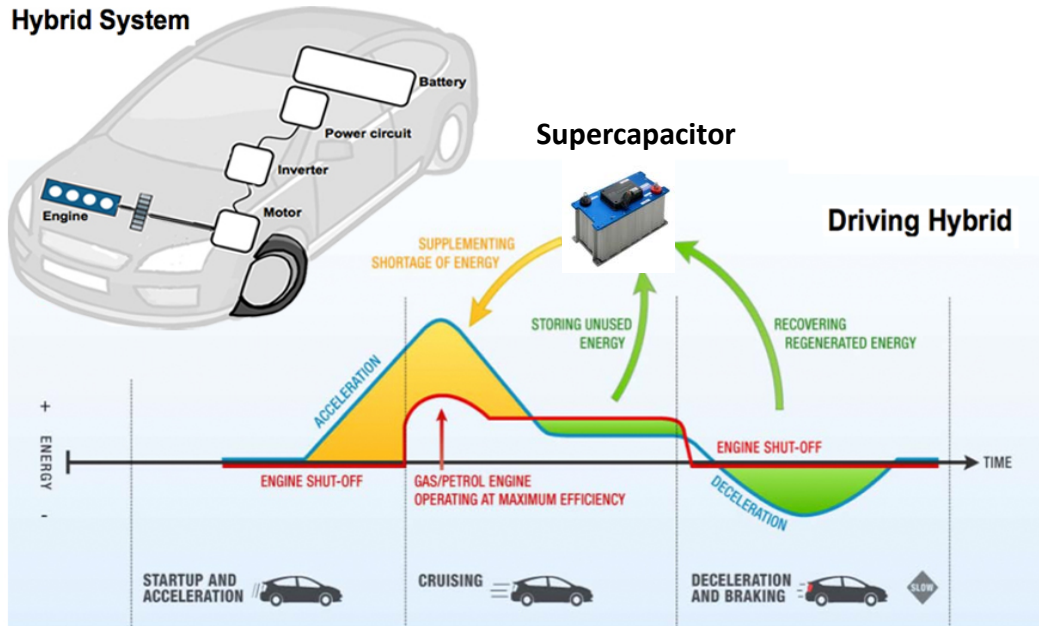 Hybrid System
Battery
Power circuit
Inverter
Motor
Engine
Supercapacitor
Driving Hybrid
SUPPLEMENTING
SHORTAGE OF ENERGY
STORING UNUSED
ENERGY
RECOVERING
REGENERATED ENERGY
ACCELERATION
+
ENERGY
-
ENGINE SHUT-OFF
GAS/PETROL ENGINE
OPERATING AT MAXIMUM EFFICIENCY
ENGINE SHUT-OFF
TIME
DECELERATION
STARTUP AND
ACCELERATION
CRUISING
DECELERATION
AND BRAKING
SLOW